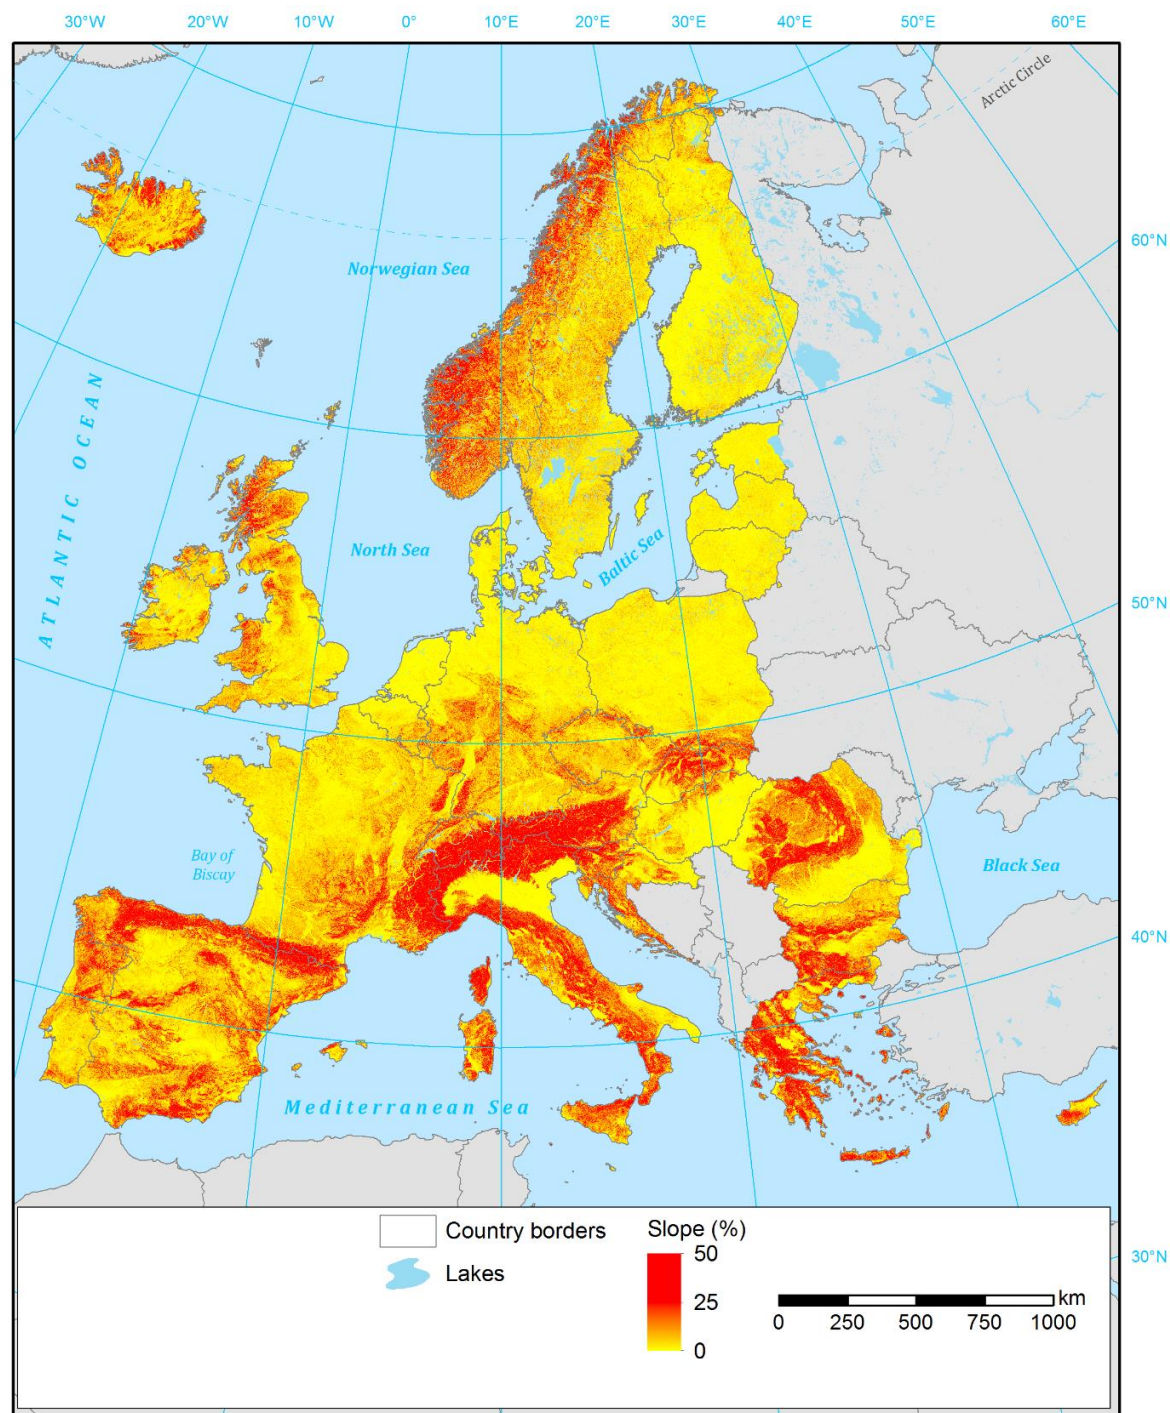 30°W 20°W 10°W 0° 10°E 20°E 30°E 40°E 50°E 60°E
Arctic Circle
60°N
Norwegian Sea
ATLANTIC OCEAN
North Sea
Baltic Sea
50°N
Bay of
Biscay
Black Sea
40°N
Mediterranean Sea
Country borders
Lakes
Slope (%)
50
25
0
km
0 250 500 750 1000
30°N